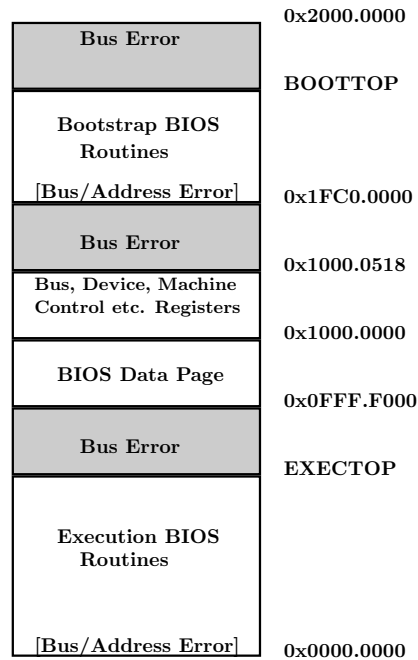 0x2000.0000
Bus Error
BOOTTOP
Bootstrap BIOS
Routines
[Bus/Address Error]
0x1FC0.0000
Bus Error
0x1000.0518
Bus, Device, Machine
Control etc. Registers
0x1000.0000
BIOS Data Page
0x0FFF.F000
Bus Error
EXECTOP
Execution BIOS
Routines
[Bus/Address Error]
0x0000.0000